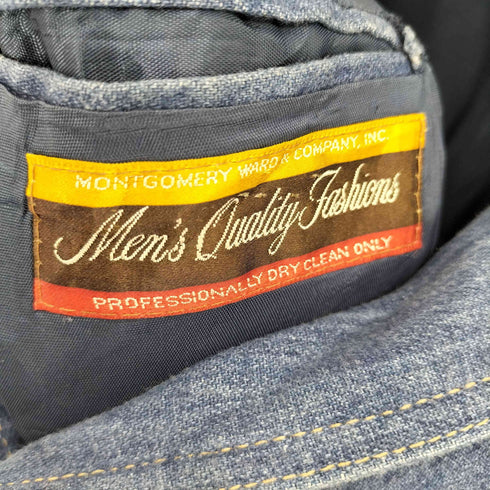 MONTGOMERY WARD & COMPANY, INC.
Men's Quality Fashions
PROFESSIONALLY DRY CLEAN ONLY